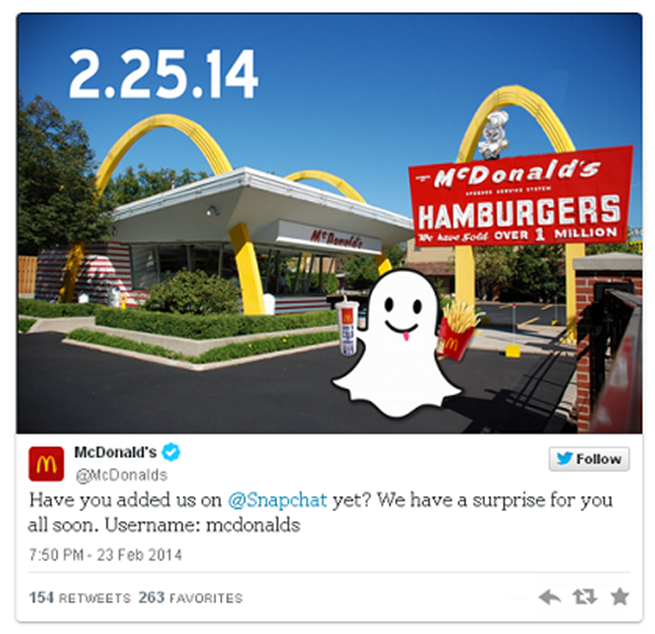 2.25.14
McDonald's
SPEEDEE SERVICE SYSTEM
HAMBURGERS
We have Sold OVER 1 MILLION
McDonald's
McDonald's
@McDonalds
Follow
Have you added us on @Snapchat yet? We have a surprise for you
all soon. Username: mcdonalds
7:50 PM - 23 Feb 2014
154 RETWEETS 263 FAVORITES